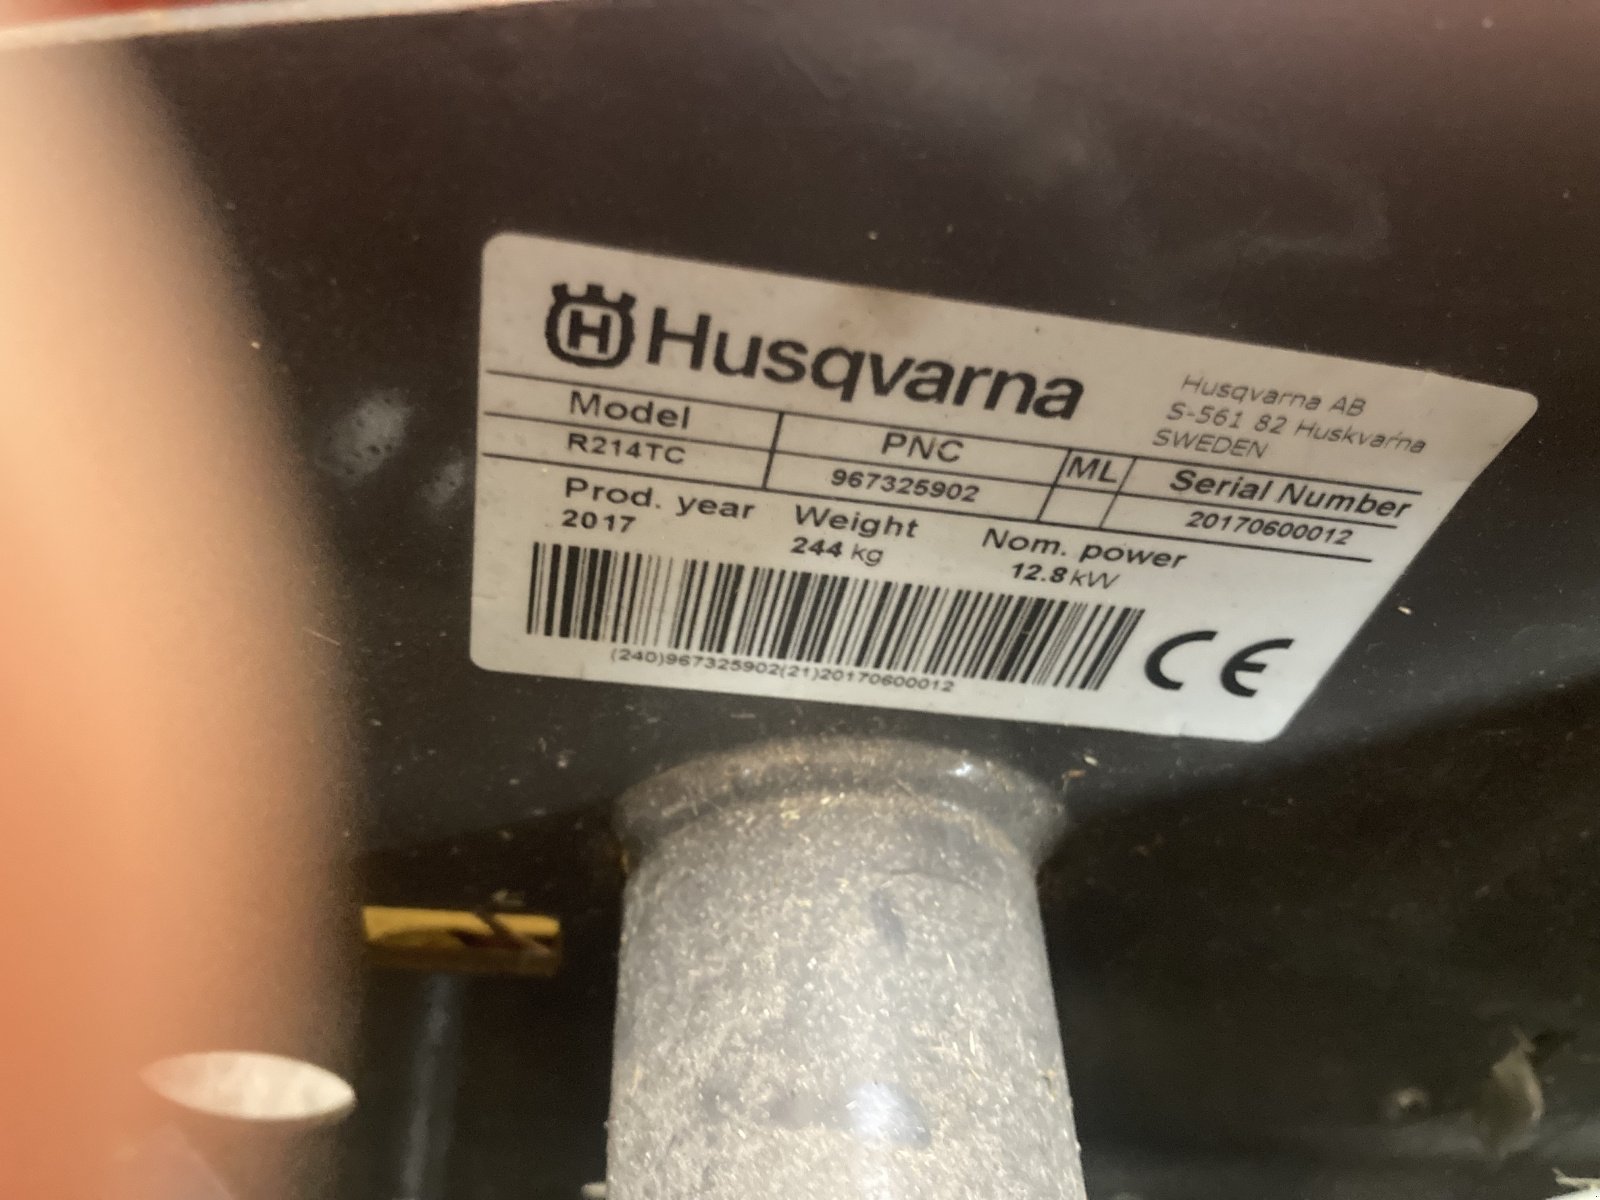 Husqvarna
Husqvarna AB
S-561 82 Huskvarna
SWEDEN
Model PNC ML Serial Number
R214TC 967325902 20170600012
Prod. year Weight Nom. power
2017 244 kg 12.8 kW
(240)967325902(21)20170600012
CE